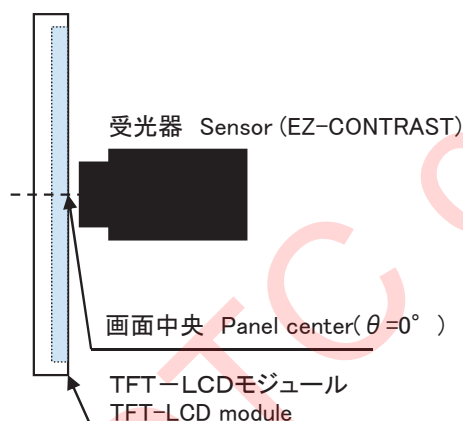 受光器 Sensor (EZ-CONTRAST)
画面中央 Panel center(θ=0° )
TFT－LCDモジュール
TFT-LCD module